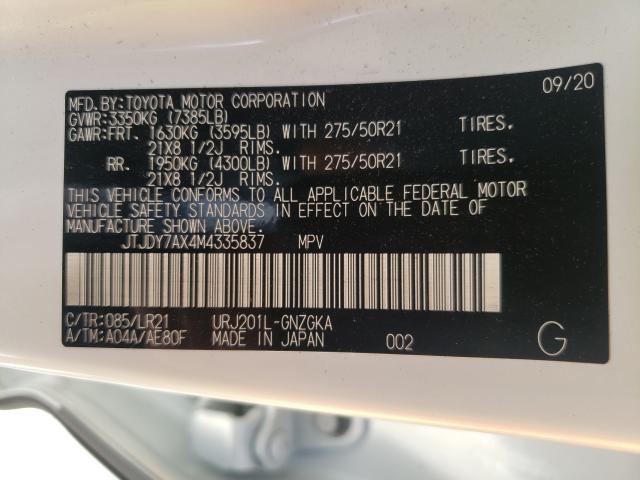 09/20
MFD.BY:TOYOTA MOTOR CORPORATION
GVWR:3350KG (7385LB)
GAWR:FRT. 1630KG (3595LB) WITH 275/50R21 TIRES.
21X8 1/2J RIMS.
RR. 1950KG (4300LB) WITH 275/50R21 TIRES.
21X8 1/2J RIMS.
THIS VEHICLE CONFORMS TO ALL APPLICABLE FEDERAL MOTOR
VEHICLE SAFETY STANDARDS IN EFFECT ON THE DATE OF
MANUFACTURE SHOWN ABOVE.
JTJDY7AX4M4335837 MPV
C/TR:085/LR21 URJ201L-GNZGKA
A/TM:A04A/AE80F MADE IN JAPAN 002 G